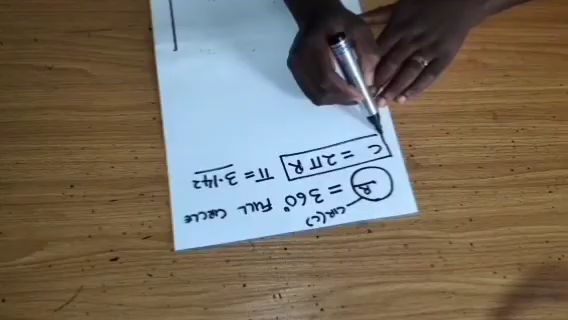 CIR(C)
R = 360° FULL CIRCLE
C = 2πR π = 3.142